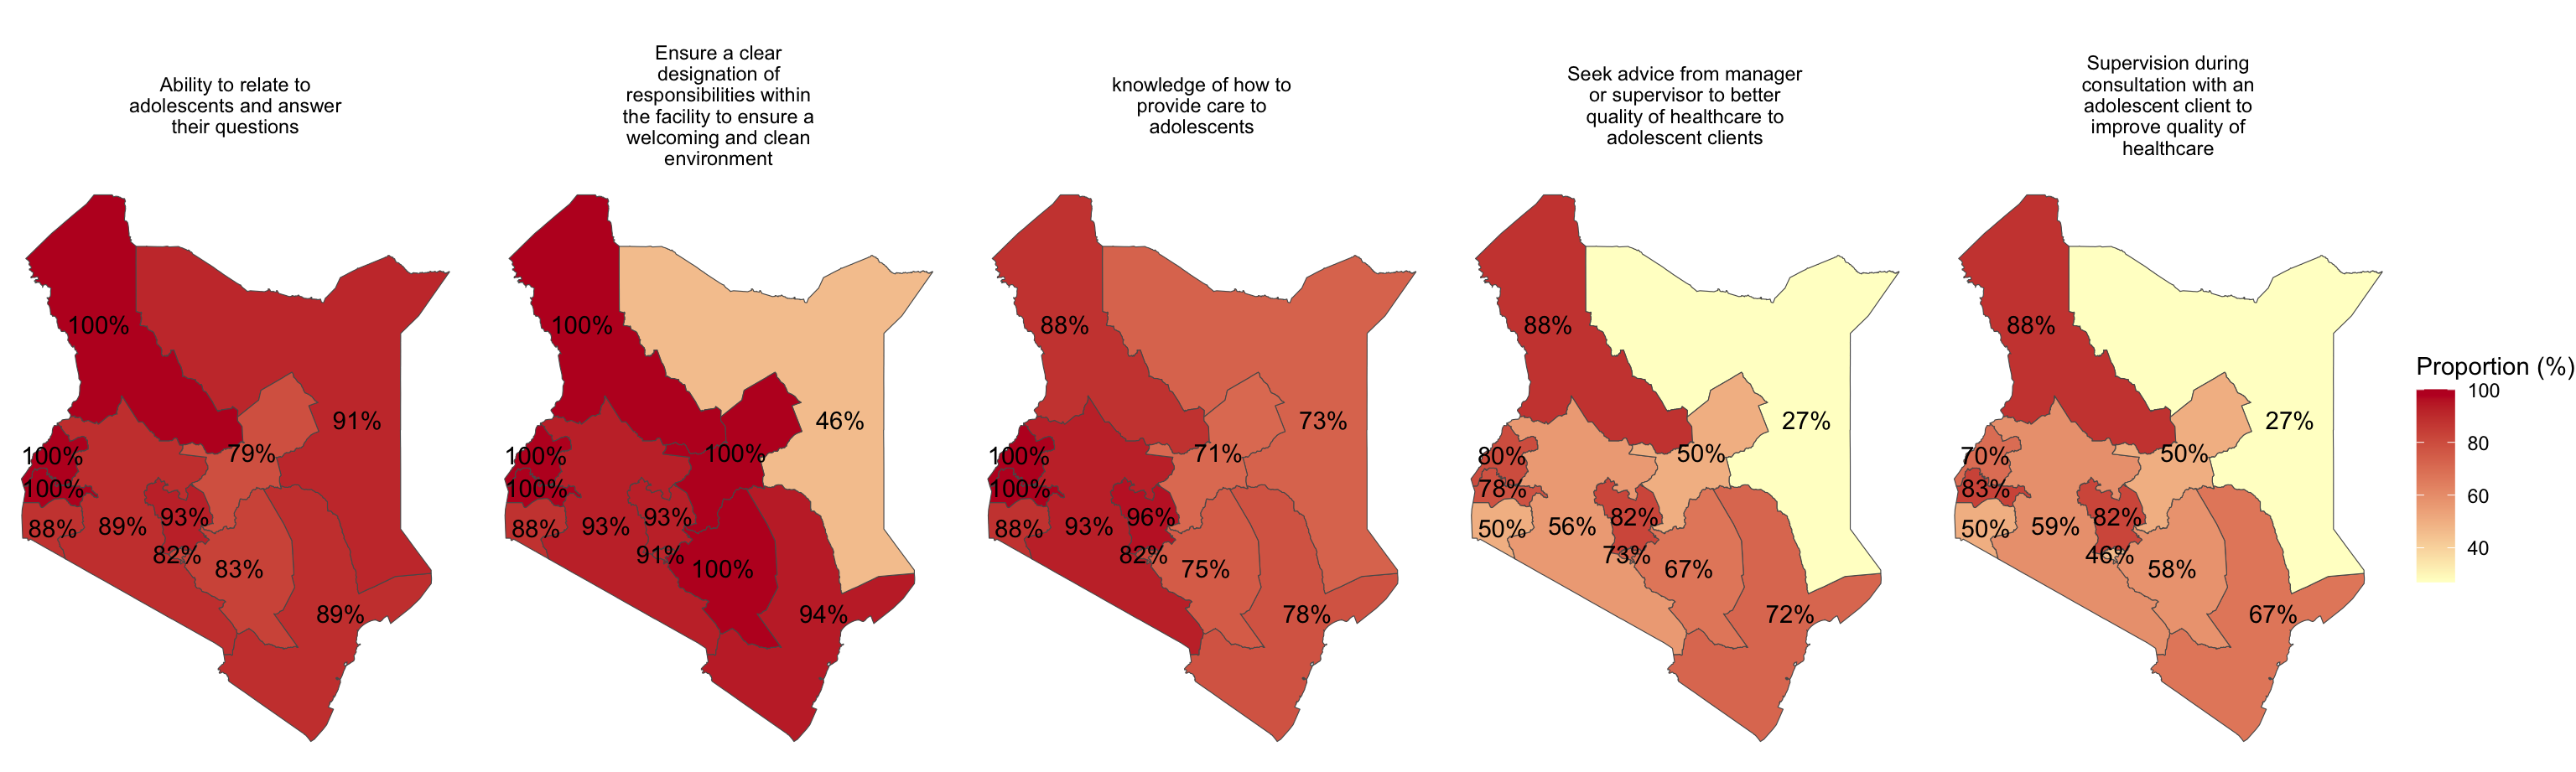 Ability to relate to
adolescents and answer
their questions
Ensure a clear
designation of
responsibilities within
the facility to ensure a
welcoming and clean
environment
knowledge of how to
provide care to
adolescents
Seek advice from manager
or supervisor to better
quality of healthcare to
adolescent clients
Supervision during
consultation with an
adolescent client to
improve quality of
healthcare
100%
91%
79%
100%
100%
93%
88%
89%
82%
83%
89%
100%
46%
100%
100%
100%
93%
88%
93%
91%
100%
94%
88%
73%
71%
100%
100%
96%
88%
93%
82%
75%
78%
88%
27%
50%
80%
78%
82%
50%
56%
73%
67%
72%
88%
27%
50%
70%
83%
82%
50%
59%
46%
58%
67%
Proportion (%)
100
80
60
40